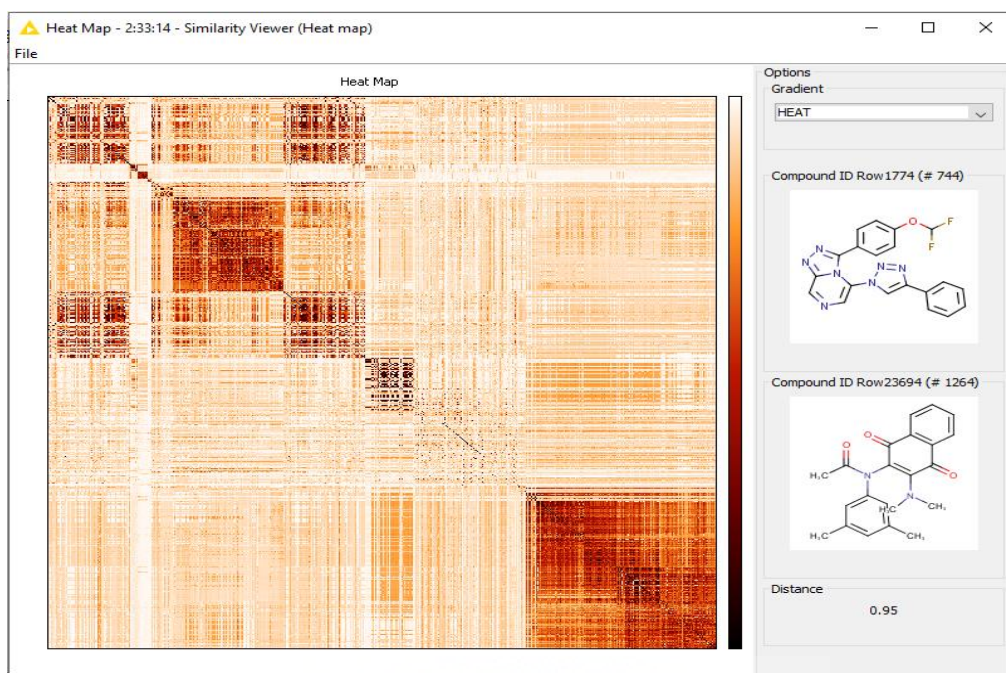 Heat Map - 2:33:14 - Similarity Viewer (Heat map)
File
Heat Map
Options
Gradient
HEAT
Compound ID Row1774 (# 744)
O
F
F
N
N
N
N
N
N
N
N
Compound ID Row23694 (# 1264)
O
O
H₃C
N
O
N
H₃C
CH₃
H₃C
CH₃
Distance
0.95